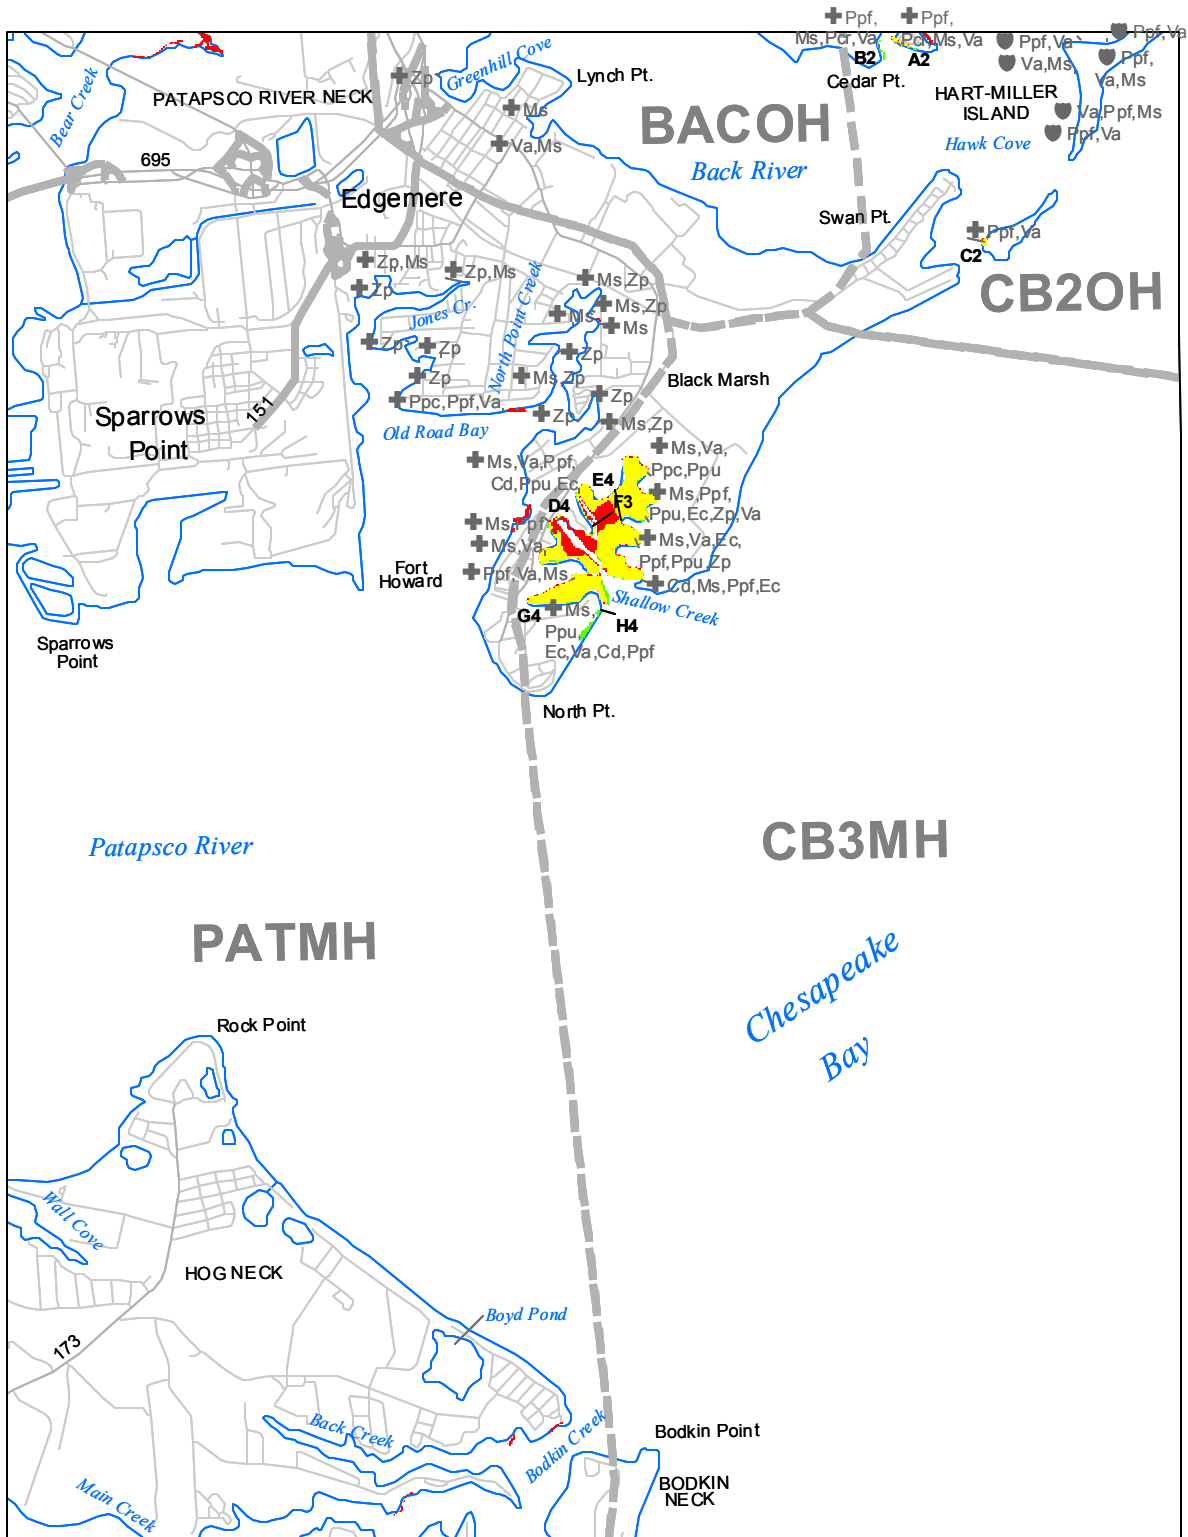 Ppf,
Ms,Pcr,Va
B2
Ppf,
Pcr,Ms,Va
A2
Cedar Pt.
Ppf,Va
Va,Ms,
Ppf,Va
Ppf,
Va,Ms
HART-MILLER
ISLAND
Va,Ppf,Ms
Ppf,Va
Hawk Cove
Bear Creek
PATAPSCO RIVER NECK
Zp
Greenhill Cove
Lynch Pt.
Ms
Va,Ms
BACOH
Back River
695
Edgemere
Swan Pt.
Ppf,Va
C2
CB2OH
Zp,Ms
Zp
Zp,Ms
Jones Cr.
North Point Creek
Ms,Zp
Ms,Zp
Ms,
Ms
Zp
Zp
Zp
Zp
Ms,Zp
Ppc,Ppf,Va,
Zp
Zp
Ms,Zp
Black Marsh
Sparrows
Point
151
Old Road Bay
Ms,Va,Ppf,
Cd,Ppu,Ec
Ms,Va,
Ppc,Ppu
E4
F3
D4
Ms,Ppf,
Ppu,Ec,Zp,Va
Ms,Ppf,
Ms,Va,
Ms,Va,Ec,
Ppf,Ppu,Zp
Fort
Howard
Ppf,Va,Ms
Cd,Ms,Ppf,Ec
Shallow Creek
G4
Ms,
Ppu,
Ec,Va,Cd,Ppf
H4
Sparrows
Point
North Pt.
Patapsco River
CB3MH
PATMH
Chesapeake
Bay
Rock Point
Wall Cove
HOG NECK
Boyd Pond
173
Back Creek
Bodkin Creek
Bodkin Point
BODKIN
NECK
Main Creek